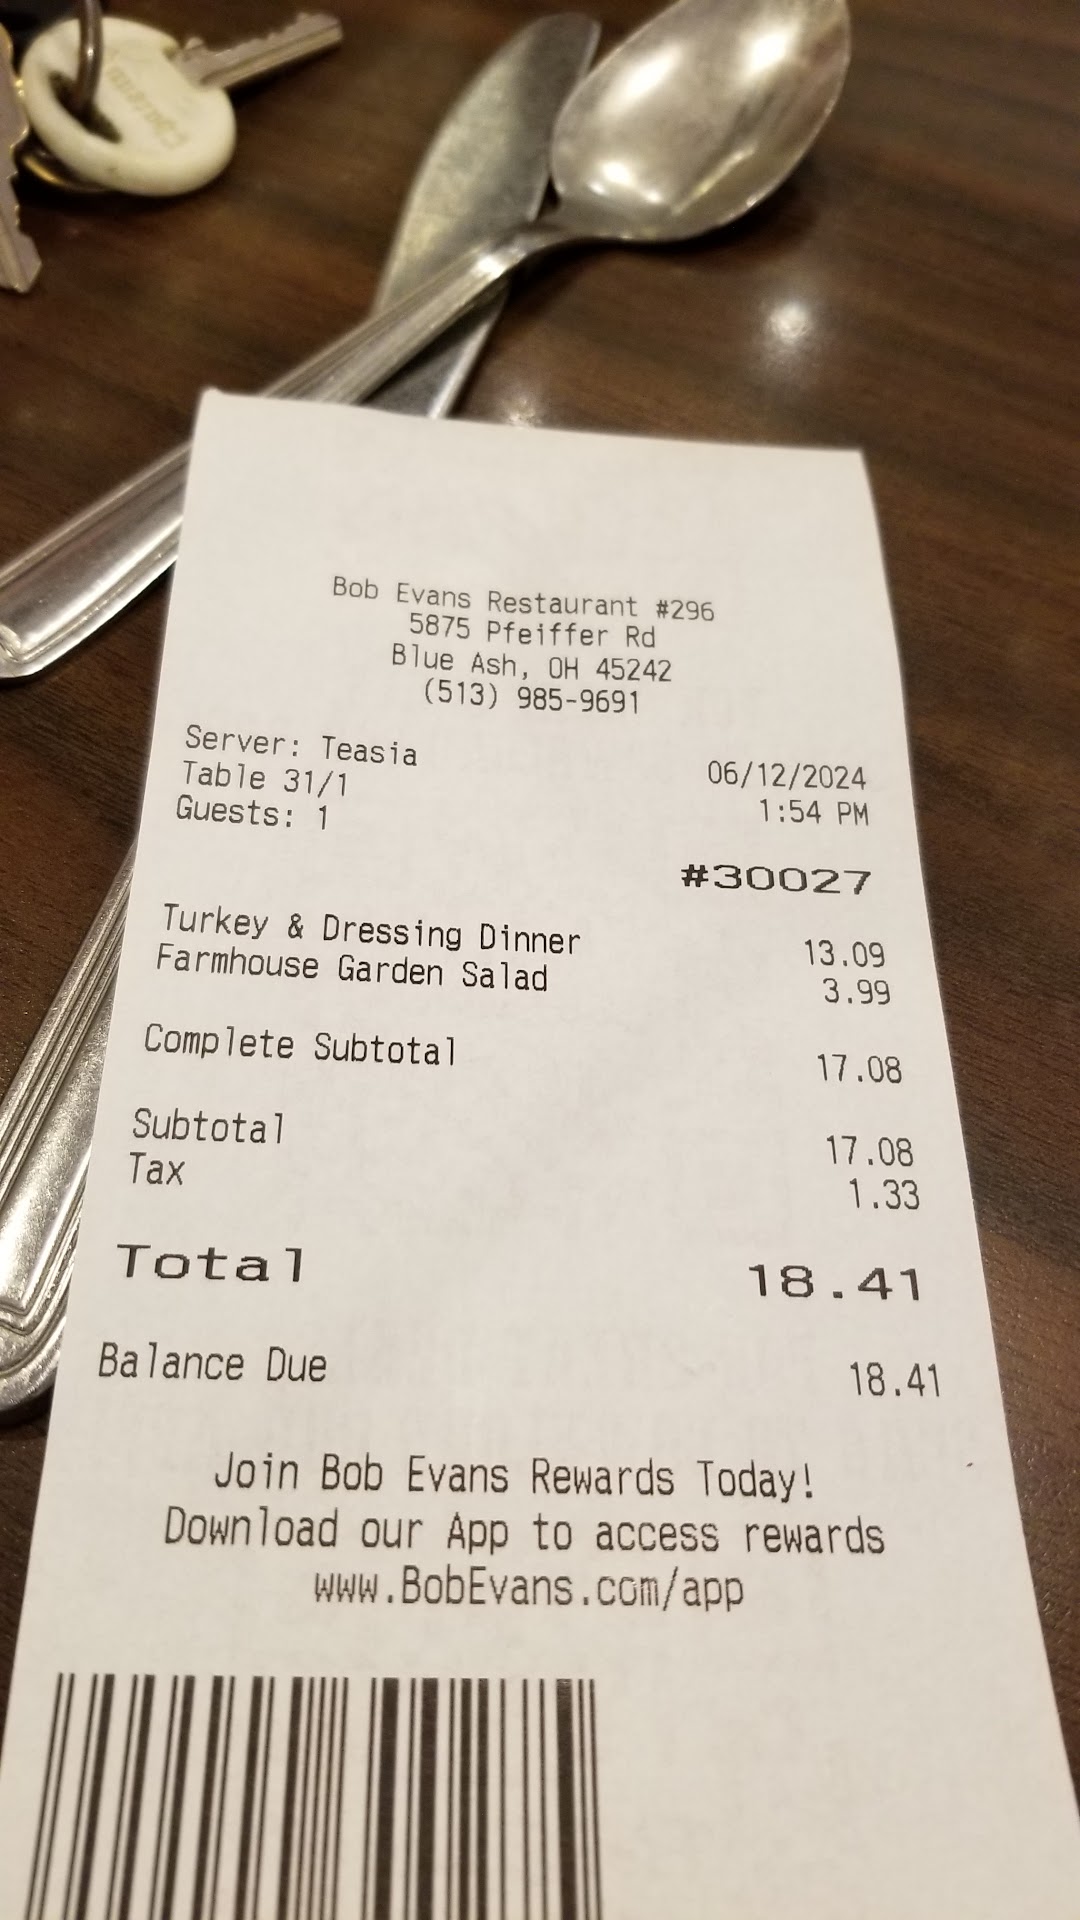 Bob Evans Restaurant #296
5875 Pfeiffer Rd
Blue Ash, OH 45242
(513) 985-9691
Server: Teasia
Table 31/1
Guests: 1
06/12/2024
1:54 PM
#30027
Turkey & Dressing Dinner 13.09
Farmhouse Garden Salad 3.99
Complete Subtotal 17.08
Subtotal 17.08
Tax 1.33
Total 18.41
Balance Due 18.41
Join Bob Evans Rewards Today!
Download our App to access rewards
www.BobEvans.com/app